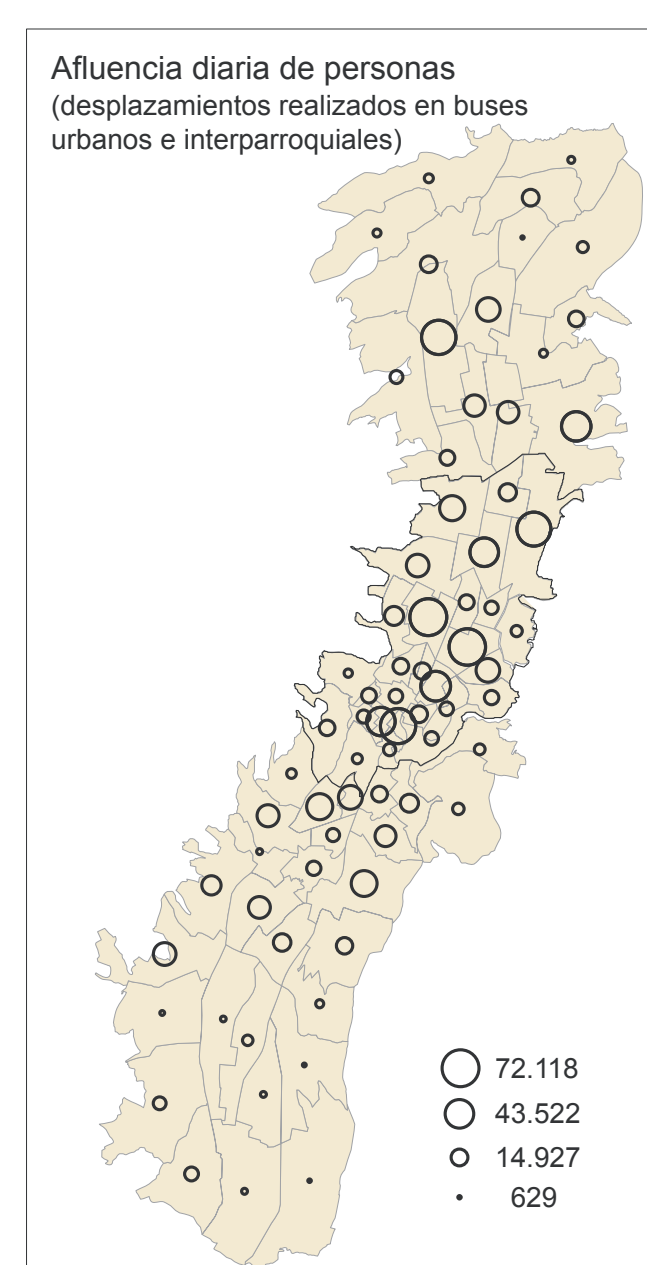 Afluencia diaria de personas
(desplazamientos realizados en buses
urbanos e interparroquiales)
72.118
43.522
14.927
629